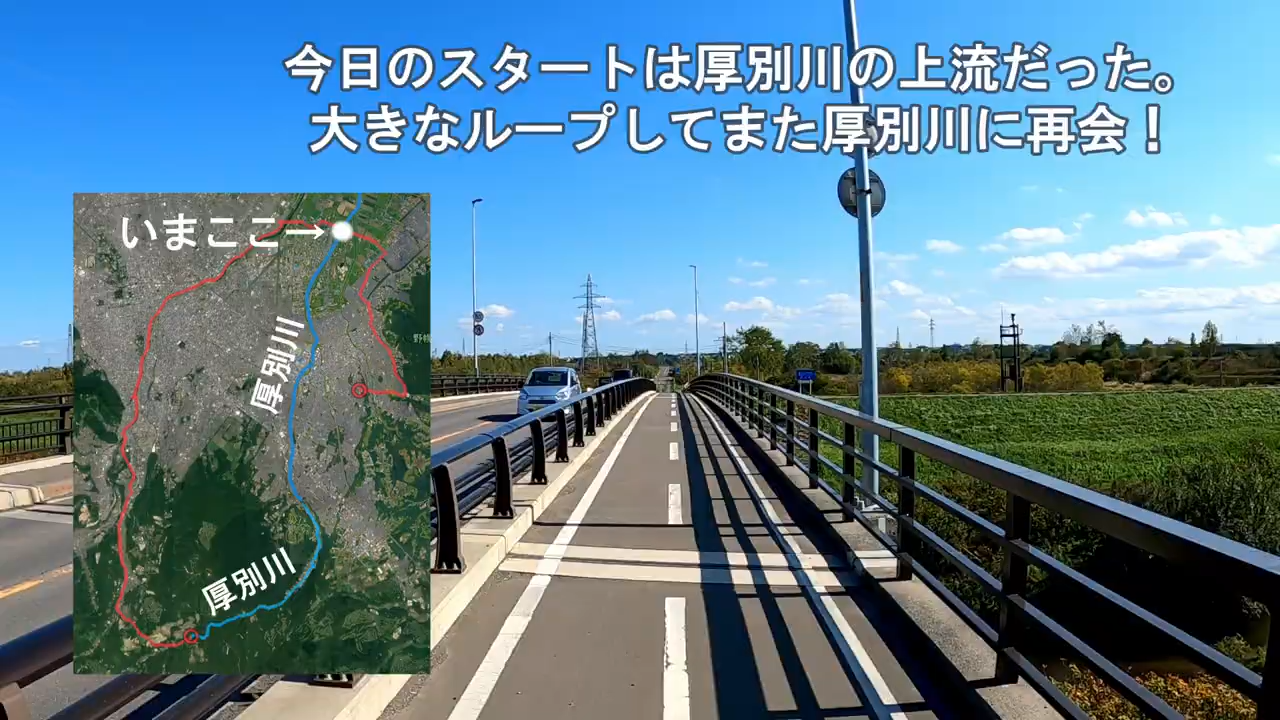 今日のスタートは厚別川の上流だった。
大きなループしてまた厚別川に再会！
いまここ→
厚別川
厚別川